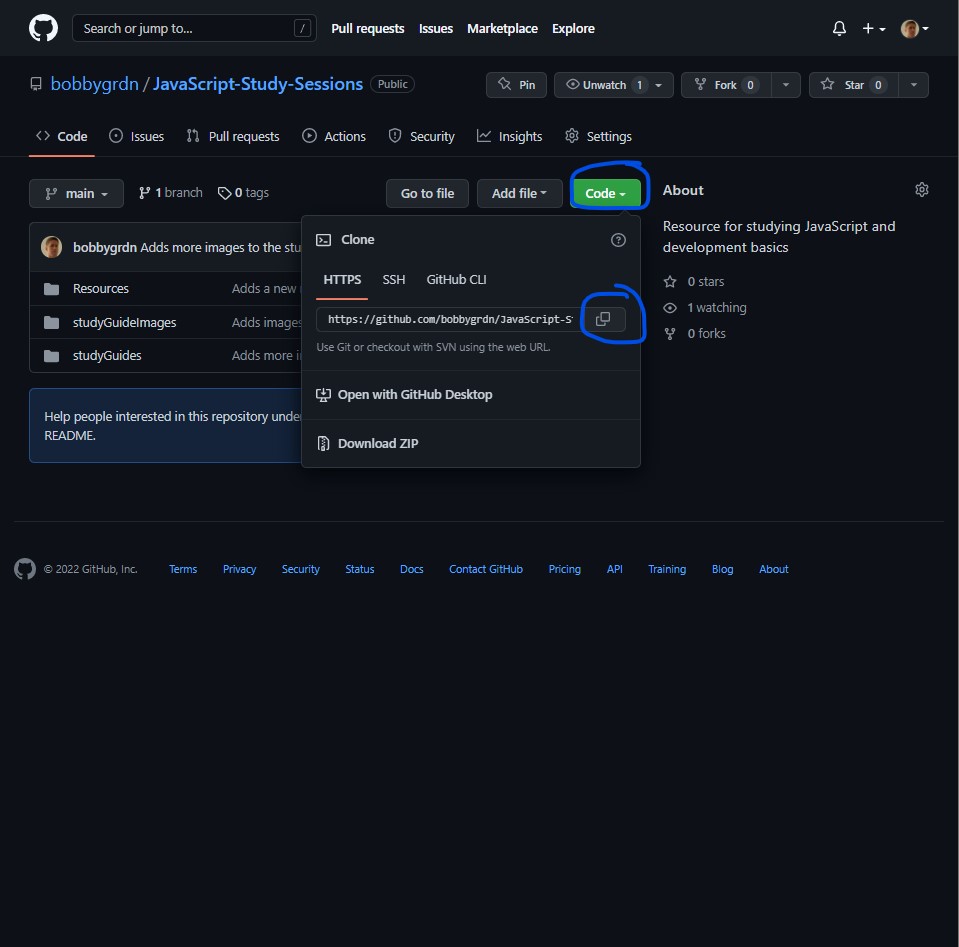 Search or jump to... /
Pull requests Issues Marketplace Explore
bobbygrdn / JavaScript-Study-Sessions Public
Pin Unwatch 1 Fork 0 Star 0
Code Issues Pull requests Actions Security Insights Settings
main 1 branch 0 tags Go to file Add file Code
bobbygrdn Adds more images to the stu
Resources Adds a new
studyGuideImages Adds images
studyGuides Adds more i
Help people interested in this repository unde
README.
Clone
HTTPS SSH GitHub CLI
https://github.com/bobbygrdn/JavaScript-S
Use Git or checkout with SVN using the web URL.
Open with GitHub Desktop
Download ZIP
About
Resource for studying JavaScript and
development basics
0 stars
1 watching
0 forks
© 2022 GitHub, Inc. Terms Privacy Security Status Docs Contact GitHub Pricing API Training Blog About